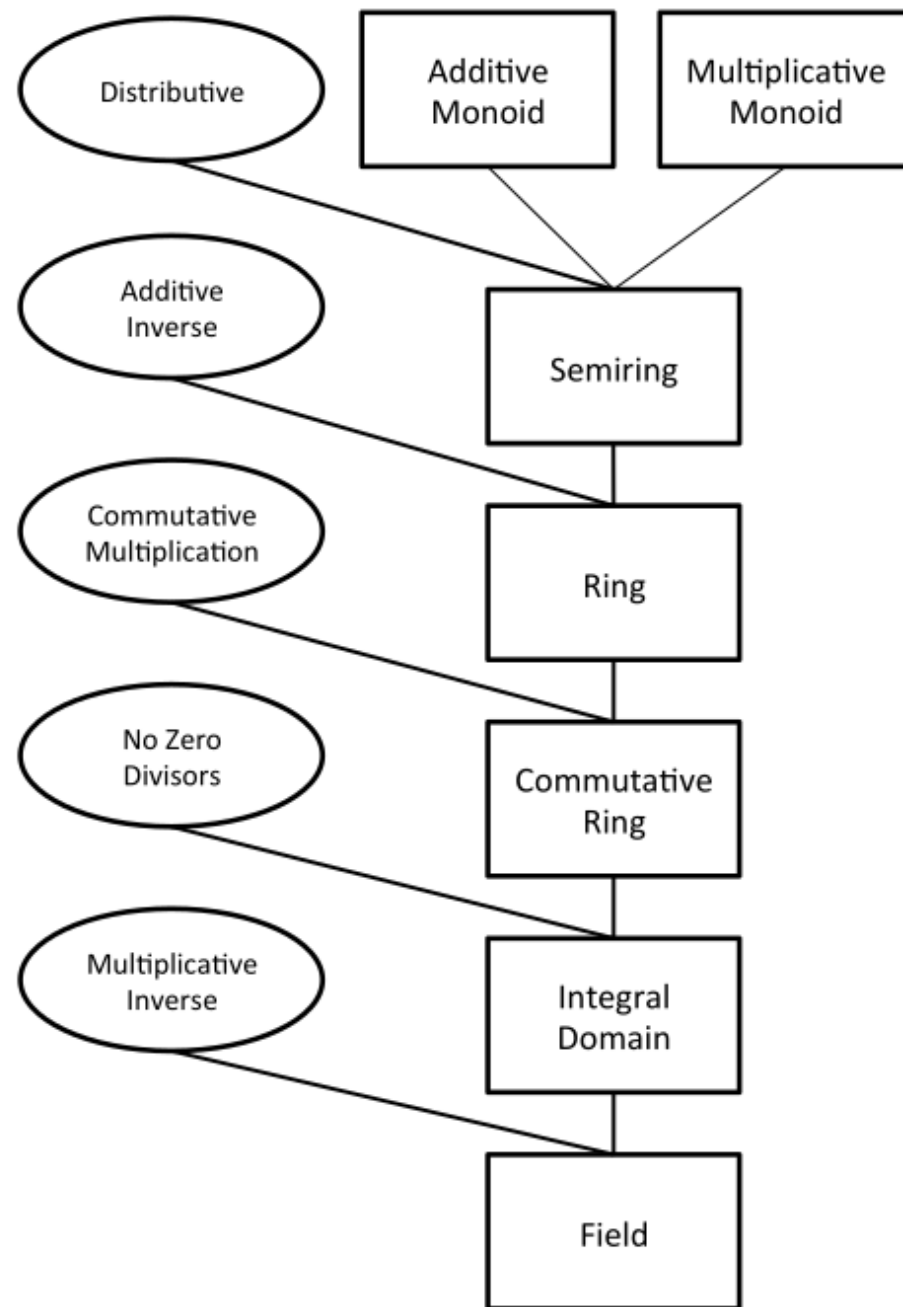 Distributive
Additive
Monoid
Multiplicative
Monoid
Additive
Inverse
Semiring
Commutative
Multiplication
Ring
No Zero
Divisors
Commutative
Ring
Multiplicative
Inverse
Integral
Domain
Field